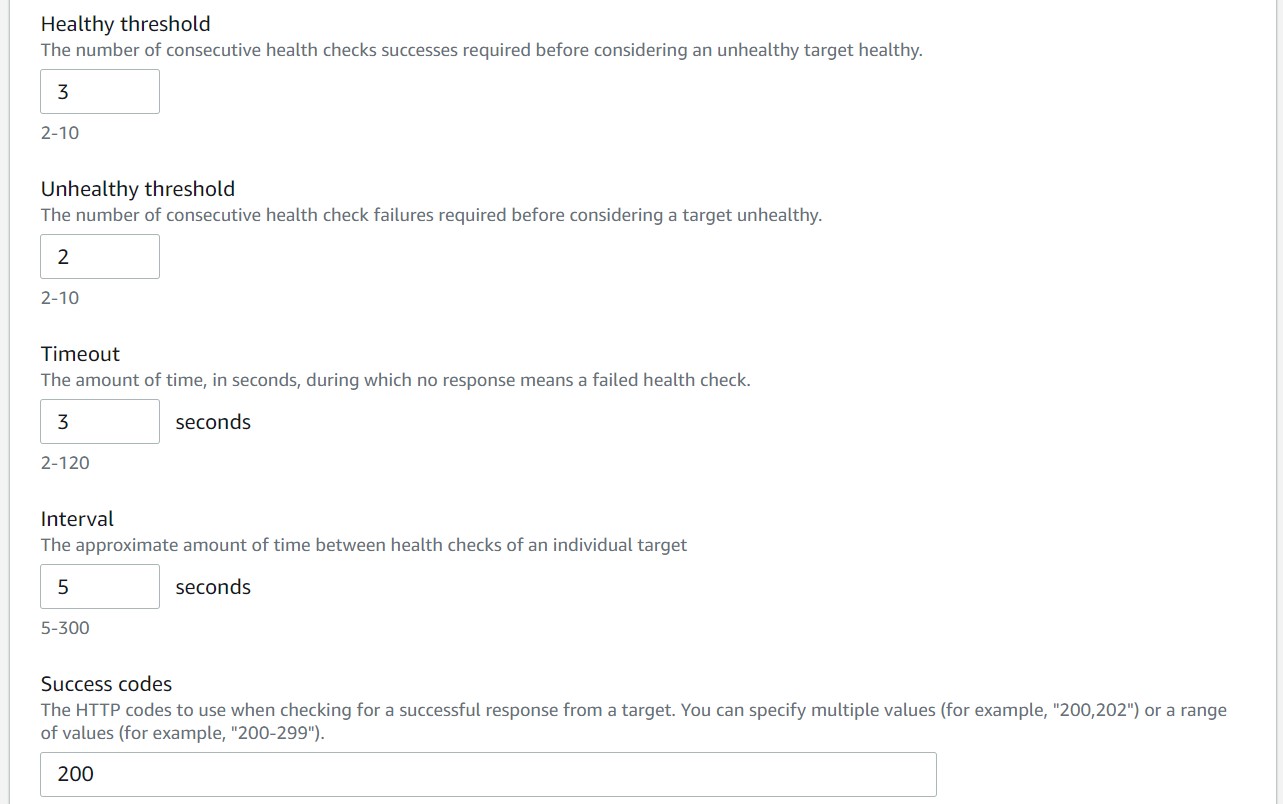 Healthy threshold
The number of consecutive health checks successes required before considering an unhealthy target healthy.
3
2-10
Unhealthy threshold
The number of consecutive health check failures required before considering a target unhealthy.
2
2-10
Timeout
The amount of time, in seconds, during which no response means a failed health check.
3 seconds
2-120
Interval
The approximate amount of time between health checks of an individual target
5 seconds
5-300
Success codes
The HTTP codes to use when checking for a successful response from a target. You can specify multiple values (for example, "200,202") or a range
of values (for example, "200-299").
200